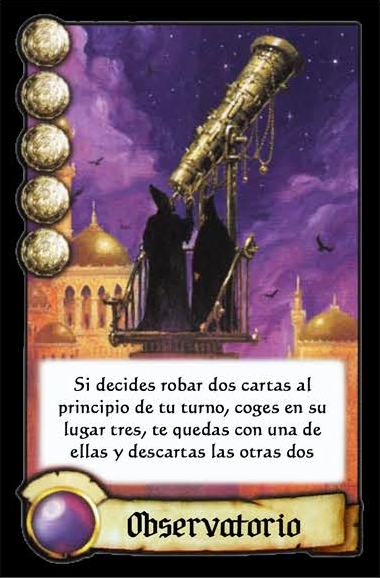 Si decides robar dos cartas al
principio de tu turno, coges en su
lugar tres, te quedas con una de
ellas y descartas las otras dos
Observatorio